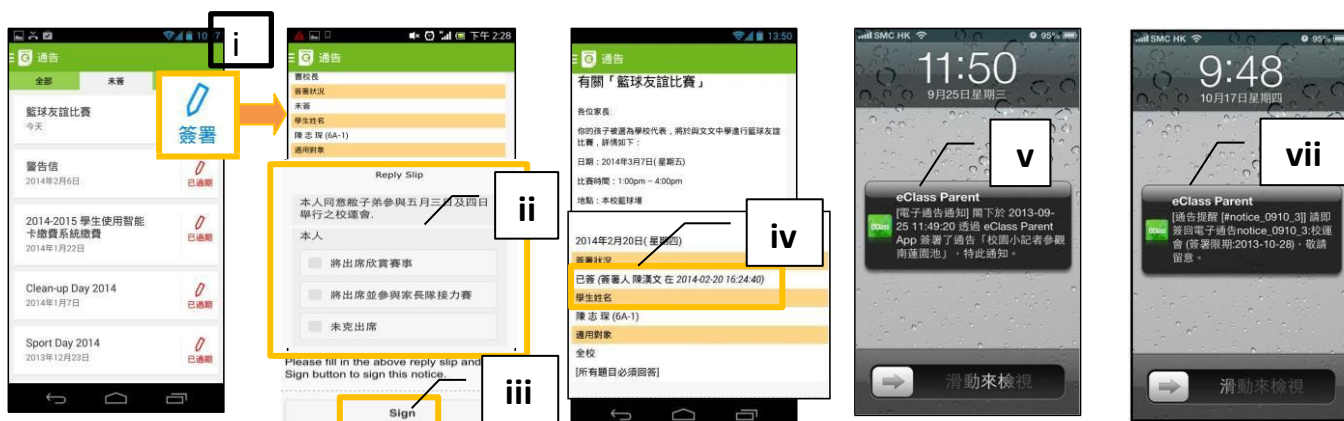 i
通告
全部
未簽
籃球友誼比賽
今天
簽署
警告信
2014年2月6日
已過期
2014-2015 學生使用智能
卡繳費系統繳費
2014年1月22日
已過期
Clean-up Day 2014
2014年1月7日
已過期
Sport Day 2014
2013年12月23日
已過期
下午 2:28
通告
曹校長
簽署狀況
未簽
學生姓名
陳 志 琛 (6A-1)
適用對象
Reply Slip
本人同意敝子弟參與五月三日及四日
舉行之校運會.
本人
將出席欣賞賽事
將出席並參與家長隊接力賽
未克出席
Please fill in the above reply slip and
Sign button to sign this notice.
Sign
ii
iii
13:50
通告
有關「籃球友誼比賽」
各位家長:
你的孩子被選為學校代表，將於與文文中學進行籃球友誼
比賽，詳情如下：
日期：2014年3月7日( 星期五)
比賽時間：1:00pm – 4:00pm
地點：本校籃球場
2014年2月20日( 星期四)
簽署狀況
已簽 (簽署人 陳漢文 在 2014-02-20 16:24:40)
學生姓名
陳 志 琛 (6A-1)
適用對象
全校
[所有題目必須回答]
iv
SMC HK
95%
11:50
9月25日星期三
v
eClass Parent
[電子通告通知] 閣下於 2013-09-
25 11:49:20 透過 eClass Parent
App 簽署了通告「校園小記者參觀
南蓮園池」，特此通知。
滑動來檢視
SMC HK
95%
9:48
10月17日星期四
vii
eClass Parent
[通告提醒 [#notice_0910_3]] 請即
簽回電子通告notice_0910_3:校運
會 (簽署限期:2013-10-28)，敬請
留意。
滑動來檢視